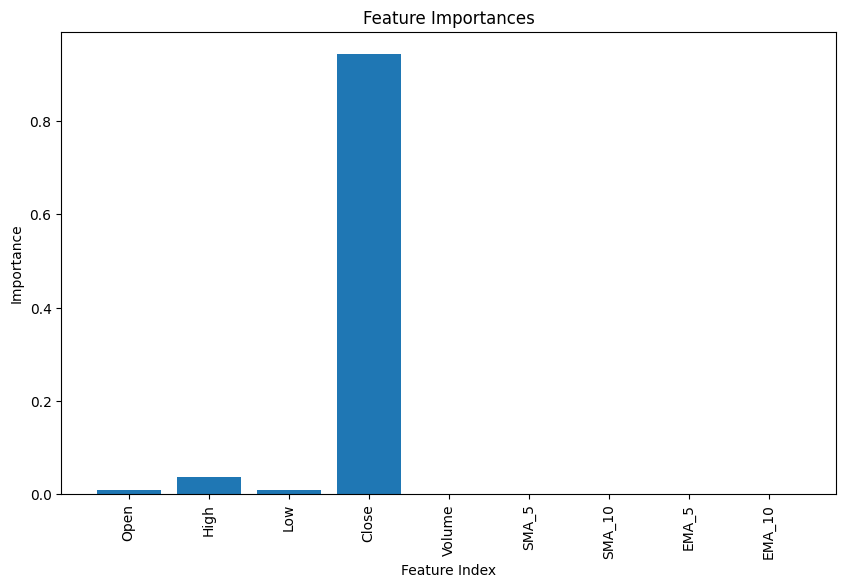 Feature Importances
Importance
0.8
0.6
0.4
0.2
0.0
Open
High
Low
Close
Volume
SMA_5
SMA_10
EMA_5
EMA_10
Feature Index